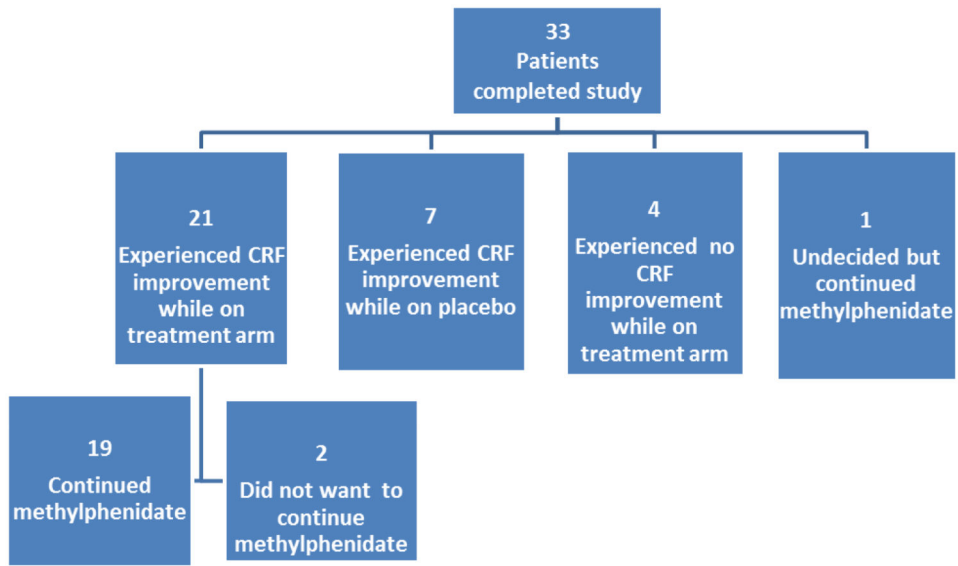 33
Patients
completed study
21
Experienced CRF
improvement
while on
treatment arm
7
Experienced CRF
improvement
while on placebo
4
Experienced no
CRF
improvement
while on
treatment arm
1
Undecided but
continued
methylphenidate
19
Continued
methylphenidate
2
Did not want to
continue
methylphenidate